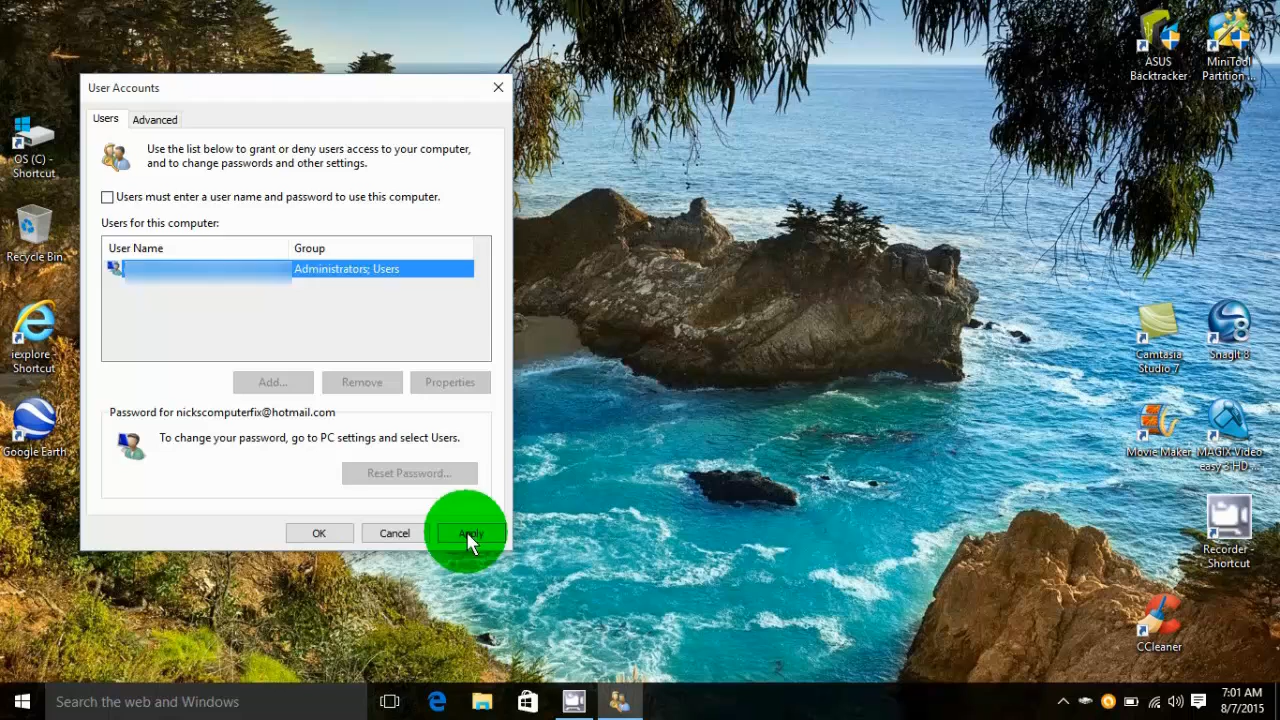 User Accounts
Users
Advanced
Use the list below to grant or deny users access to your computer,
and to change passwords and other settings.
Users must enter a user name and password to use this computer.
Users for this computer:
User Name
Group
Administrators; Users
Add...
Remove
Properties
Password for nickscomputerfix@hotmail.com
To change your password, go to PC settings and select Users.
Reset Password...
OK
Cancel
Apply
OS (C) -
Shortcut
Recycle Bin
iexplore -
Shortcut
Google Earth
ASUS
Backtracker
MiniTool
Partition ...
Camtasia
Studio 7
SnagIt 8
Movie Maker
MAGIX Video
easy 3 HD -...
Recorder -
Shortcut
CCleaner
Search the web and Windows
7:01 AM
8/7/2015